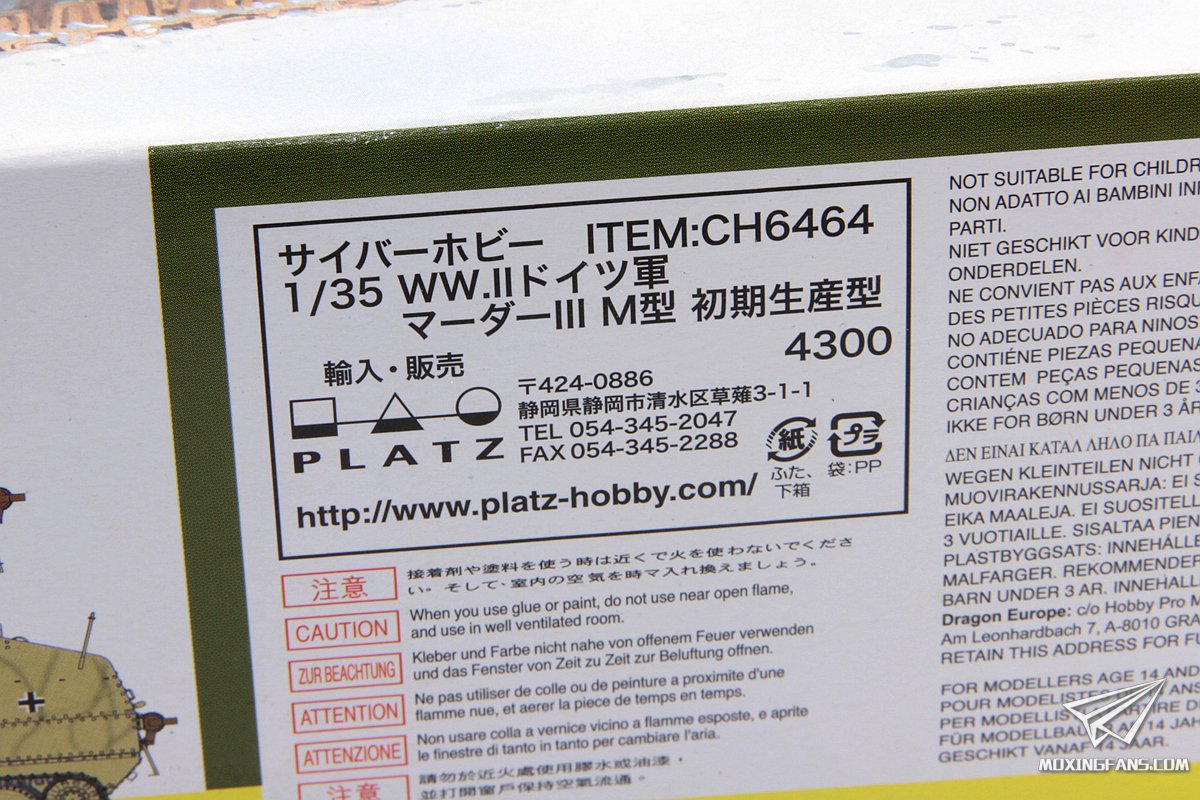 サイバーホビー　ITEM:CH6464
1/35 WW.IIドイツ軍
マーダーIII M型 初期生産型
4300
輸入・販売
PLATZ
〒424-0886
静岡県静岡市清水区草薙3-1-1
TEL 054-345-2047
FAX 054-345-2288
http://www.platz-hobby.com/
紙
ふた、
下箱
プラ
袋:PP
注意
接着剤や塗料を使う時は近くで火を使わないでくださ
い。そして、室内の空気を時マ入れ換えましょう。
CAUTION
When you use glue or paint, do not use near open flame,
and use in well ventilated room.
ZUR BEACHTUNG
Kleber und Farbe nicht nahe von offenem Feuer verwenden
und das Fenster von Zeit zu Zeit zur Beluftung offnen.
ATTENTION
Ne pas utiliser de colle ou de peinture a proximite d'une
flamme nue, et aerer la piece de temps en temps.
ATTENZIONE
Non usare colla a vernice vicino a flamme esposte, e aprite
le finestre di tanto in tanto per cambiare l'aria.
注意
請勿於近火處使用膠水或油漆，
並打開窗戶保持空氣流通。
NOT SUITABLE FOR CHILDR
NON ADATTO AI BAMBINI
PARTI.
NIET GESCHIKT VOOR KIND
ONDERDELEN.
NE CONVIENT PAS AUX ENFA
DES PETITES PIÈCES RISQU
NO ADECUADO PARA NINOS
CONTIÉNE PIEZAS PEQUENA
CONTEM PEÇAS PEQUENAS
CRIANÇAS COM MENOS DE 3
IKKE FOR BØRN UNDER 3 ÅR
ΔΕΝ ΕΙΝΑΙ ΚΑΤΑΛ ΛΗΛΟ ΓΙΑ ΠΑΙΔ
WEGEN KLEINTEILEN NICHT
MUOVIRAKENNUSSARJA: EI S
EIKA MAALEJA. EI SUOSITELL
3 VUOTIAILLE. SISALTAA PIEN
PLASTBYGGSATS: INNEHÁLLE
MALFARGER. REKOMMENDER
BARN UNDER 3 AR. INNEHALL
Dragon Europe: c/o Hobby Pro M
Am Leonhardbach 7, A-8010 GRA
RETAIN THIS ADDRESS FOR F
FOR MODELLERS AGE 14 AND
POUR MODELISTES
PER MODELLIS
FÜR MODELLBAU AB 14 JAHR
GESCHIKT VANAF 14 JAAR.
MOXINGFANS.COM